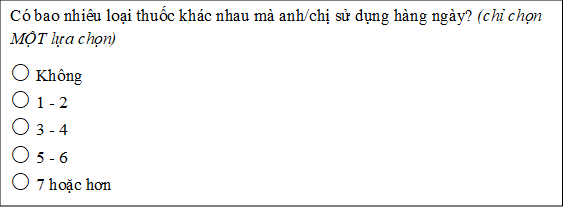 Có bao nhiêu loại thuốc khác nhau mà anh/chị sử dụng hàng ngày? (chỉ chọn
MỘT lựa chọn)
Không
1 - 2
3 - 4
5 - 6
7 hoặc hơn